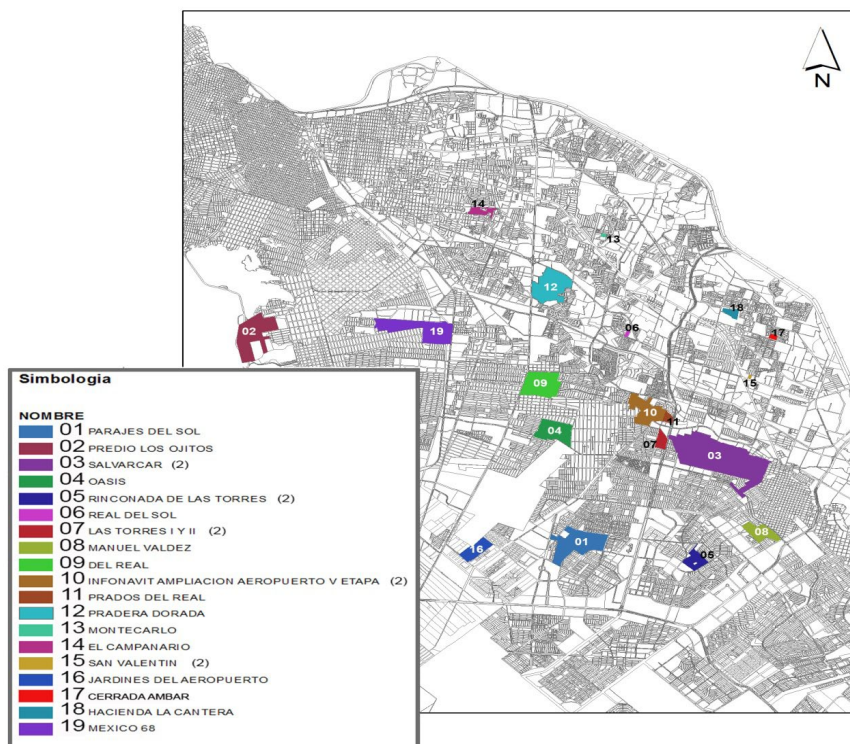 N
14
13
12
18
02
19
06
17
15
09
10
11
04
07
03
08
01
16
05
Simbologia
NOMBRE
01 PARAJES DEL SOL
02 PREDIO LOS OJITOS
03 SALVARCAR (2)
04 OASIS
05 RINCONADA DE LAS TORRES (2)
06 REAL DEL SOL
07 LAS TORRES I Y II (2)
08 MANUEL VALDEZ
09 DEL REAL
10 INFONAVIT AMPLIACION AEROPUERTO V ETAPA (2)
11 PRADOS DEL REAL
12 PRADERA DORADA
13 MONTECARLO
14 EL CAMPANARIO
15 SAN VALENTIN (2)
16 JARDINES DEL AEROPUERTO
17 CERRADA AMBAR
18 HACIENDA LA CANTERA
19 MEXICO 68